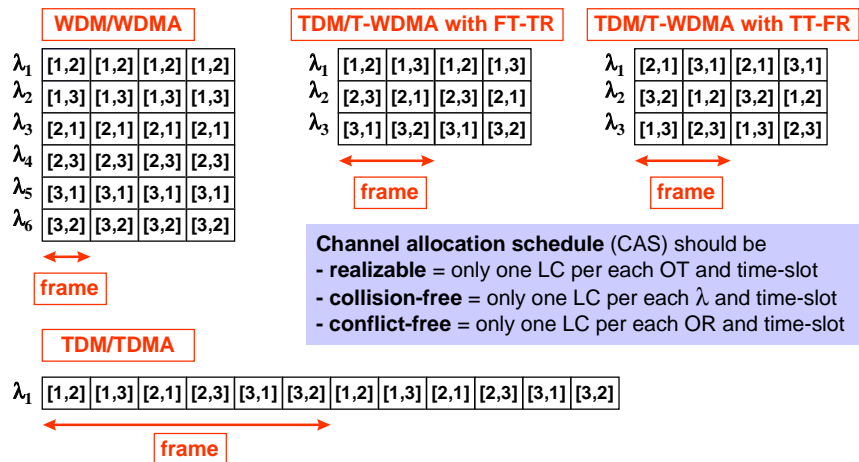 WDM/WDMA
λ1 [1,2] [1,2] [1,2] [1,2]
λ2 [1,3] [1,3] [1,3] [1,3]
λ3 [2,1] [2,1] [2,1] [2,1]
λ4 [2,3] [2,3] [2,3] [2,3]
λ5 [3,1] [3,1] [3,1] [3,1]
λ6 [3,2] [3,2] [3,2] [3,2]
frame
TDM/T-WDMA with FT-TR
λ1 [1,2] [1,3] [1,2] [1,3]
λ2 [2,3] [2,1] [2,3] [2,1]
λ3 [3,1] [3,2] [3,1] [3,2]
frame
TDM/T-WDMA with TT-FR
λ1 [2,1] [3,1] [2,1] [3,1]
λ2 [3,2] [1,2] [3,2] [1,2]
λ3 [1,3] [2,3] [1,3] [2,3]
frame
Channel allocation schedule (CAS) should be
- realizable = only one LC per each OT and time-slot
- collision-free = only one LC per each λ and time-slot
- conflict-free = only one LC per each OR and time-slot
TDM/TDMA
λ1 [1,2] [1,3] [2,1] [2,3] [3,1] [3,2] [1,2] [1,3] [2,1] [2,3] [3,1] [3,2]
frame